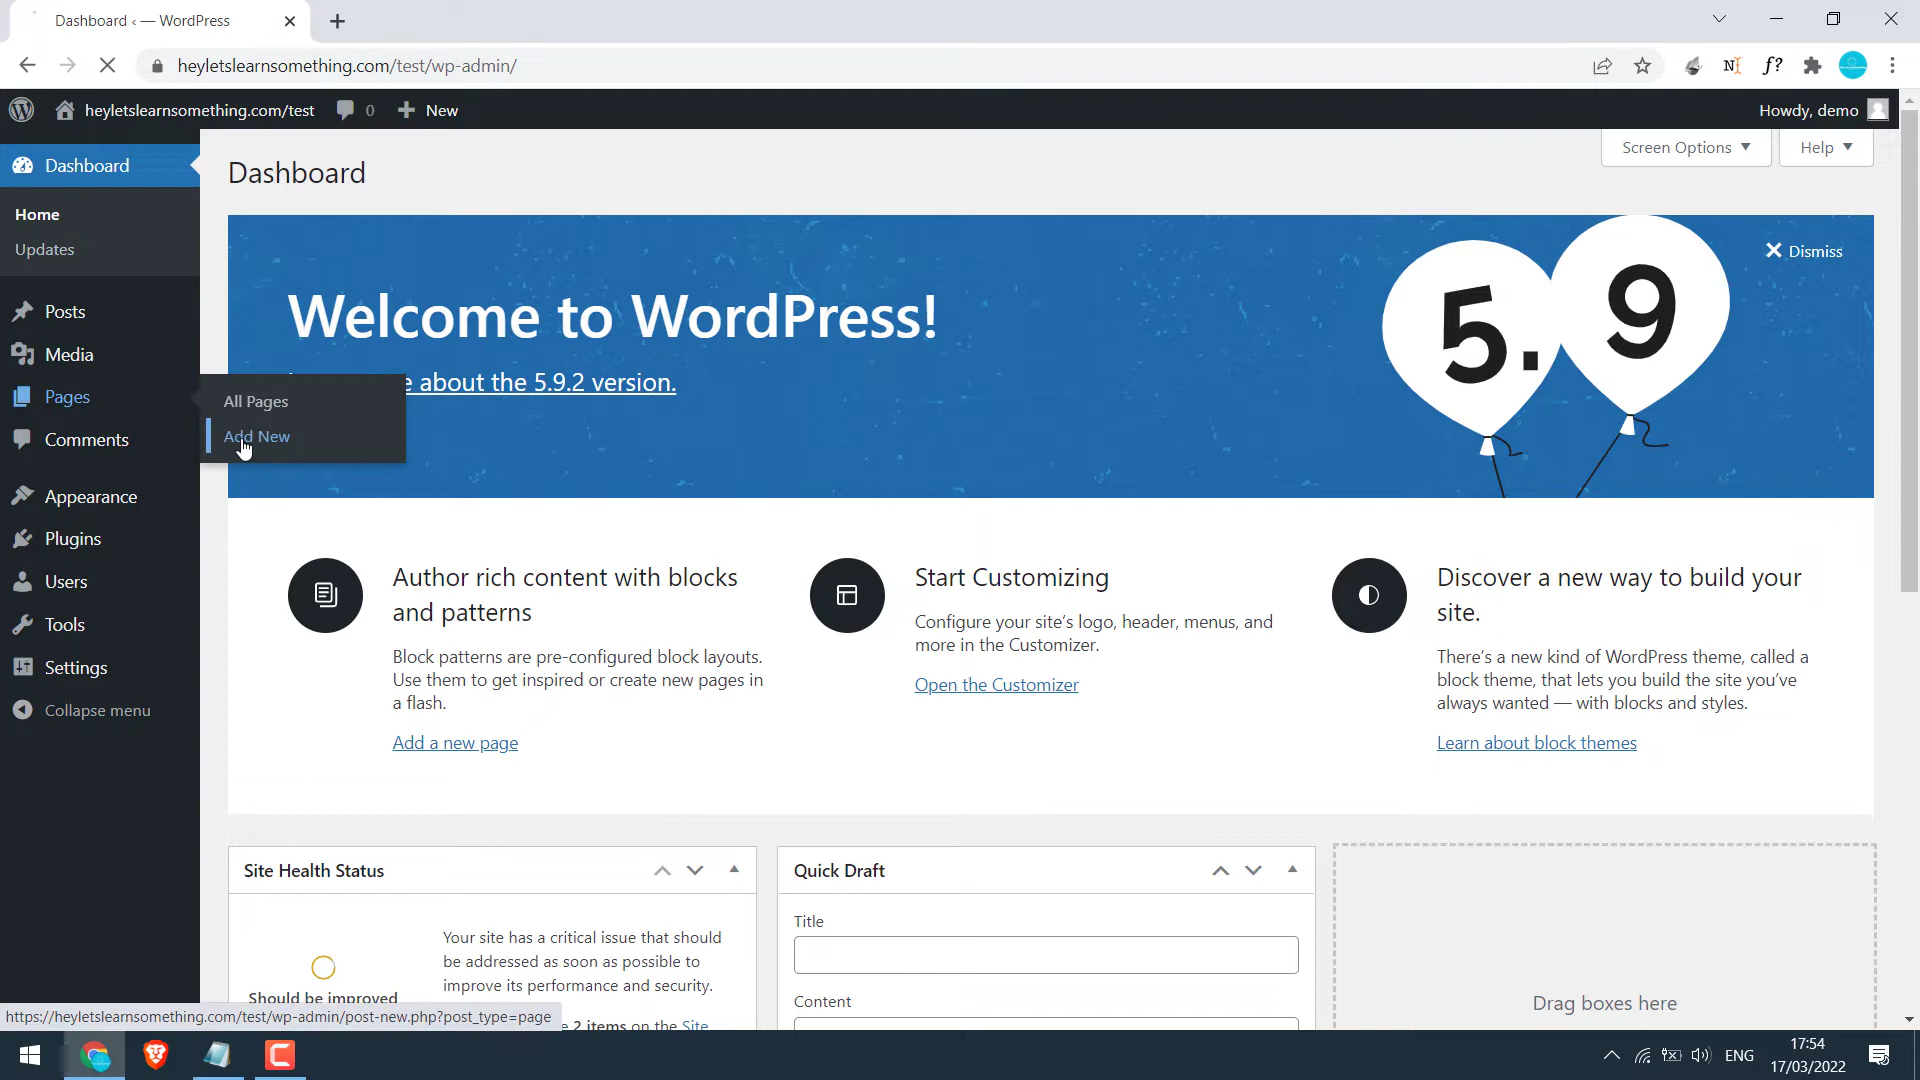 Dashboard ‹ — WordPress
heyletslearnsomething.com/test/wp-admin/
heyletslearnsomething.com/test 0 New
Howdy, demo
Dashboard
Home
Updates
Posts
Media
Pages
Comments
Appearance
Plugins
Users
Tools
Settings
Collapse menu
All Pages
Add New
Screen Options
Help
Dashboard
Dismiss
Welcome to WordPress!
about the 5.9.2 version.
5.9
Author rich content with blocks
and patterns
Block patterns are pre-configured block layouts.
Use them to get inspired or create new pages in
a flash.
Add a new page
Start Customizing
Configure your site’s logo, header, menus, and
more in the Customizer.
Open the Customizer
Discover a new way to build your
site.
There’s a new kind of WordPress theme, called a
block theme, that lets you build the site you’ve
always wanted — with blocks and styles.
Learn about block themes
Site Health Status
Should be improved
Your site has a critical issue that should
be addressed as soon as possible to
improve its performance and security.
2 items on the Site
Quick Draft
Title
Content
Drag boxes here
https://heyletslearnsomething.com/test/wp-admin/post-new.php?post_type=page
ENG
17:54
17/03/2022